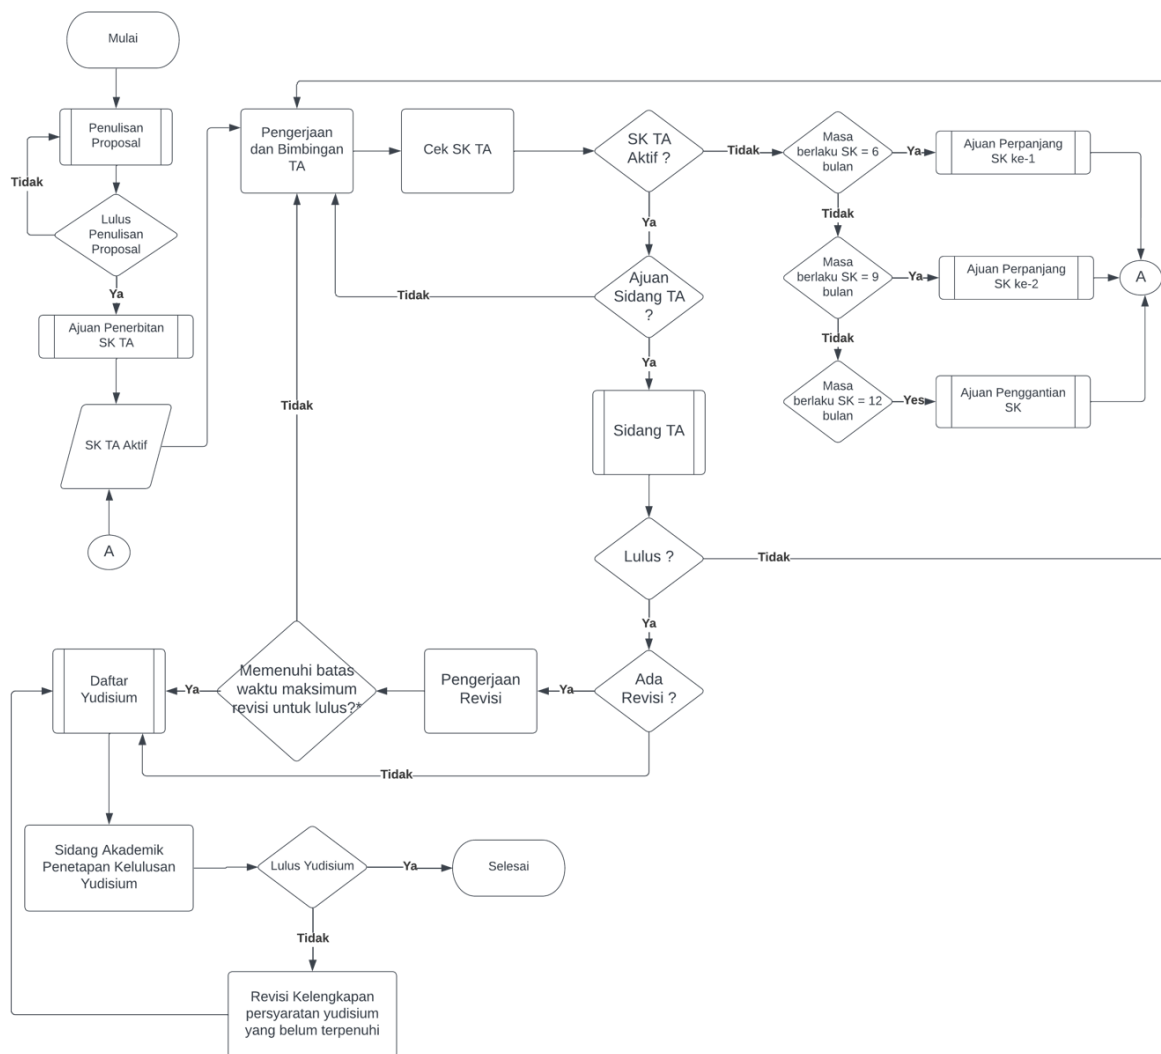 Mulai
Penulisan
Proposal
Tidak
Lulus
Penulisan
Proposal
Ya
Ajuan Penerbitan
SK TA
SK TA Aktif
A
Pengerjaan
dan Bimbingan
TA
Cek SK TA
SK TA
Aktif ?
Tidak
Masa
berlaku SK = 6
bulan
Ya
Ajuan Perpanjang
SK ke-1
Ya
Tidak
Ajuan
Sidang TA
?
Tidak
Masa
berlaku SK = 9
bulan
Ya
Ajuan Perpanjang
SK ke-2
A
Tidak
Ya
Masa
berlaku SK = 12
bulan
Yes
Ajuan Penggantian
SK
Sidang TA
Tidak
Lulus ?
Tidak
Ya
Ada
Revisi ?
Ya
Pengerjaan
Revisi
Memenuhi batas
waktu maksimum
revisi untuk lulus?*
Ya
Daftar
Yudisium
Tidak
Sidang Akademik
Penetapan Kelulusan
Yudisium
Lulus Yudisium
Ya
Selesai
Tidak
Revisi Kelengkapan
persyaratan yudisium
yang belum terpenuhi